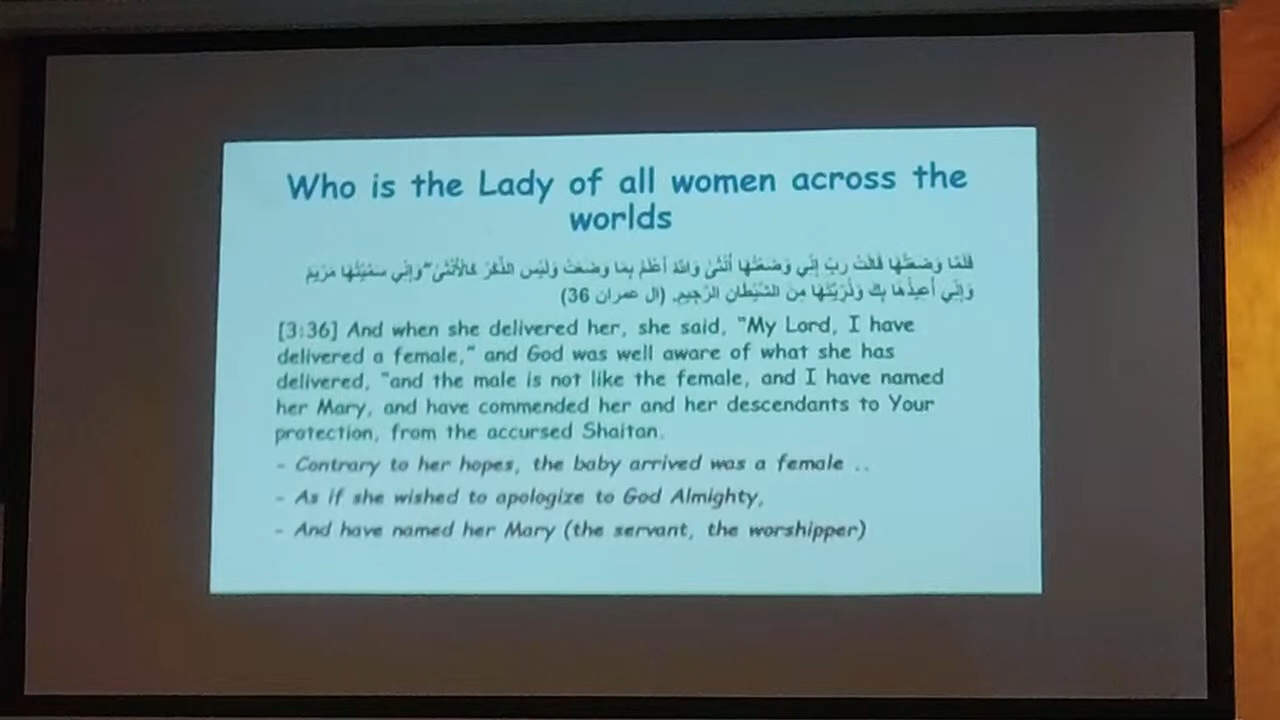 Who is the Lady of all women across the
worlds
فَلَمَّا وَضَعَتْهَا قَالَتْ رَبِّ إِنِّي وَضَعْتُهَا أُنْثَىٰ وَاللَّهُ أَعْلَمُ بِمَا وَضَعَتْ وَلَيْسَ الذَّكَرُ كَالْأُنْثَىٰ ۖ وَإِنِّي سَمَّيْتُهَا مَرْيَمَ
وَإِنِّي أُعِيذُهَا بِكَ وَذُرِّيَّتَهَا مِنَ الشَّيْطَانِ الرَّجِيمِ. (ال عمران 36)
[3:36] And when she delivered her, she said, "My Lord, I have
delivered a female," and God was well aware of what she has
delivered, "and the male is not like the female, and I have named
her Mary, and have commended her and her descendants to Your
protection, from the accursed Shaitan.
- Contrary to her hopes, the baby arrived was a female ..
- As if she wished to apologize to God Almighty,
- And have named her Mary (the servant, the worshipper)